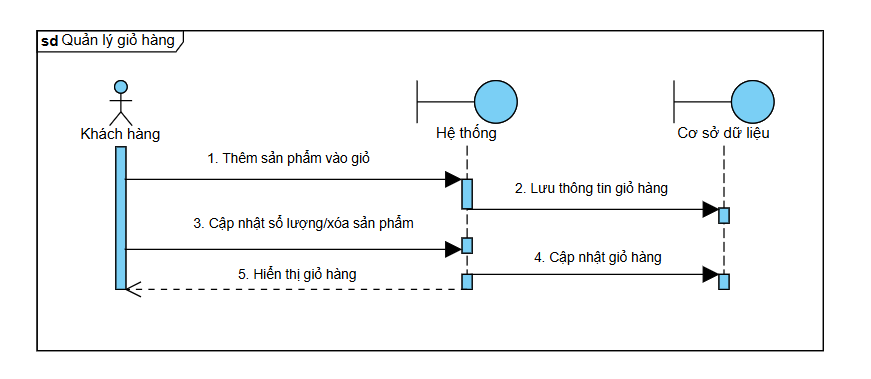 sd Quản lý giỏ hàng
Khách hàng
Hệ thống
Cơ sở dữ liệu
1. Thêm sản phẩm vào giỏ
2. Lưu thông tin giỏ hàng
3. Cập nhật số lượng/xóa sản phẩm
4. Cập nhật giỏ hàng
5. Hiển thị giỏ hàng